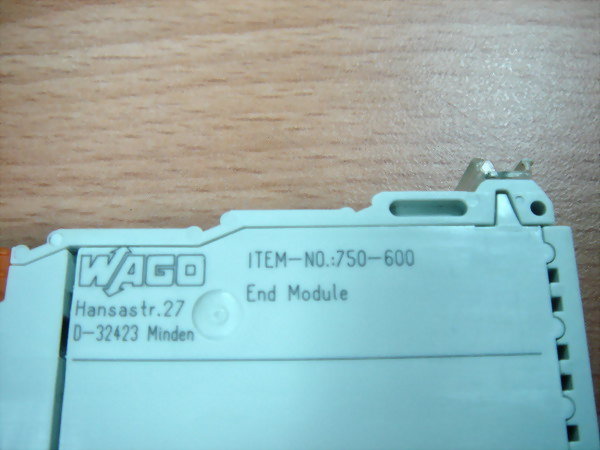 WAGO
Hansastr.27
D-32423 Minden
ITEM-NO.:750-600
End Module